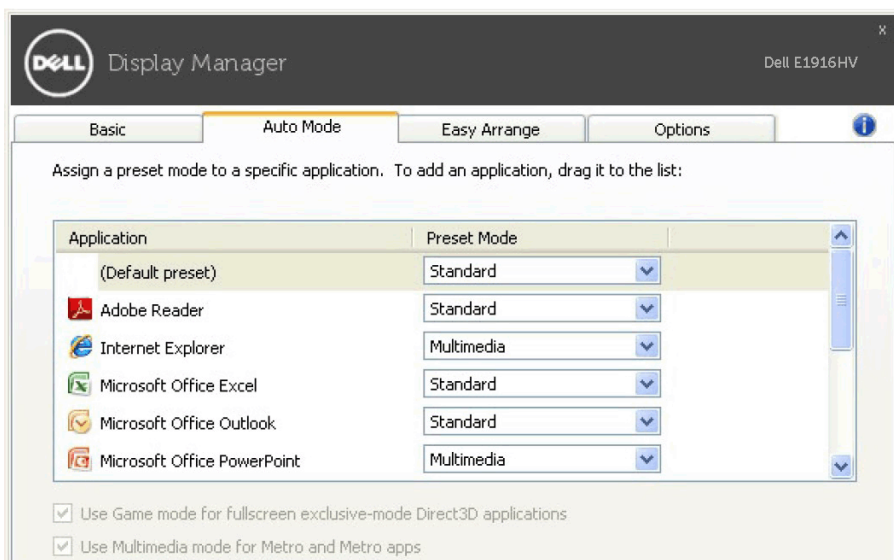 DELL
Display Manager
x
Dell E1916HV
Basic
Auto Mode
Easy Arrange
Options
Assign a preset mode to a specific application. To add an application, drag it to the list:
Application Preset Mode
(Default preset) Standard
Adobe Reader Standard
Internet Explorer Multimedia
Microsoft Office Excel Standard
Microsoft Office Outlook Standard
Microsoft Office PowerPoint Multimedia
Use Game mode for fullscreen exclusive-mode Direct3D applications
Use Multimedia mode for Metro and Metro apps